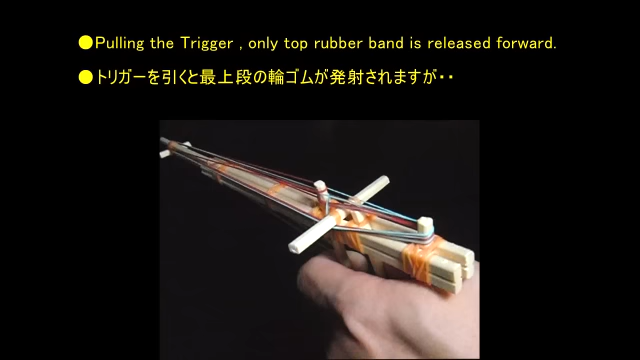 ●Pulling the Trigger , only top rubber band is released forward.
●トリガーを引くと最上段の輪ゴムが発射されますが・・